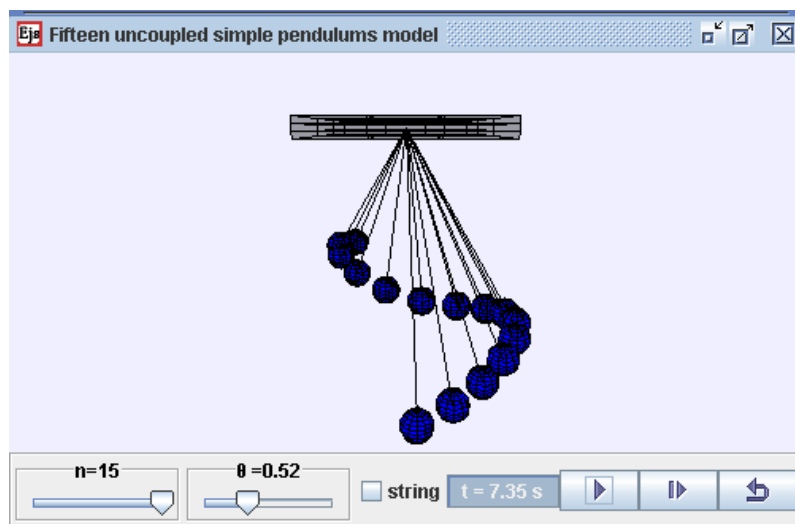 Ejs Fifteen uncoupled simple pendulums model
n=15
θ =0.52
string
t = 7.35 s